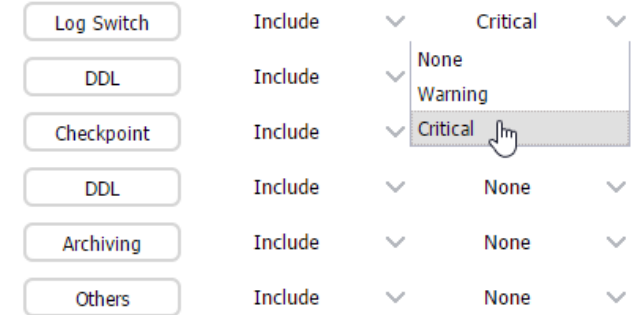 Log Switch Include Critical
None
DDL Include
Warning
Checkpoint Include Critical
DDL Include None
Archiving Include None
Others Include None